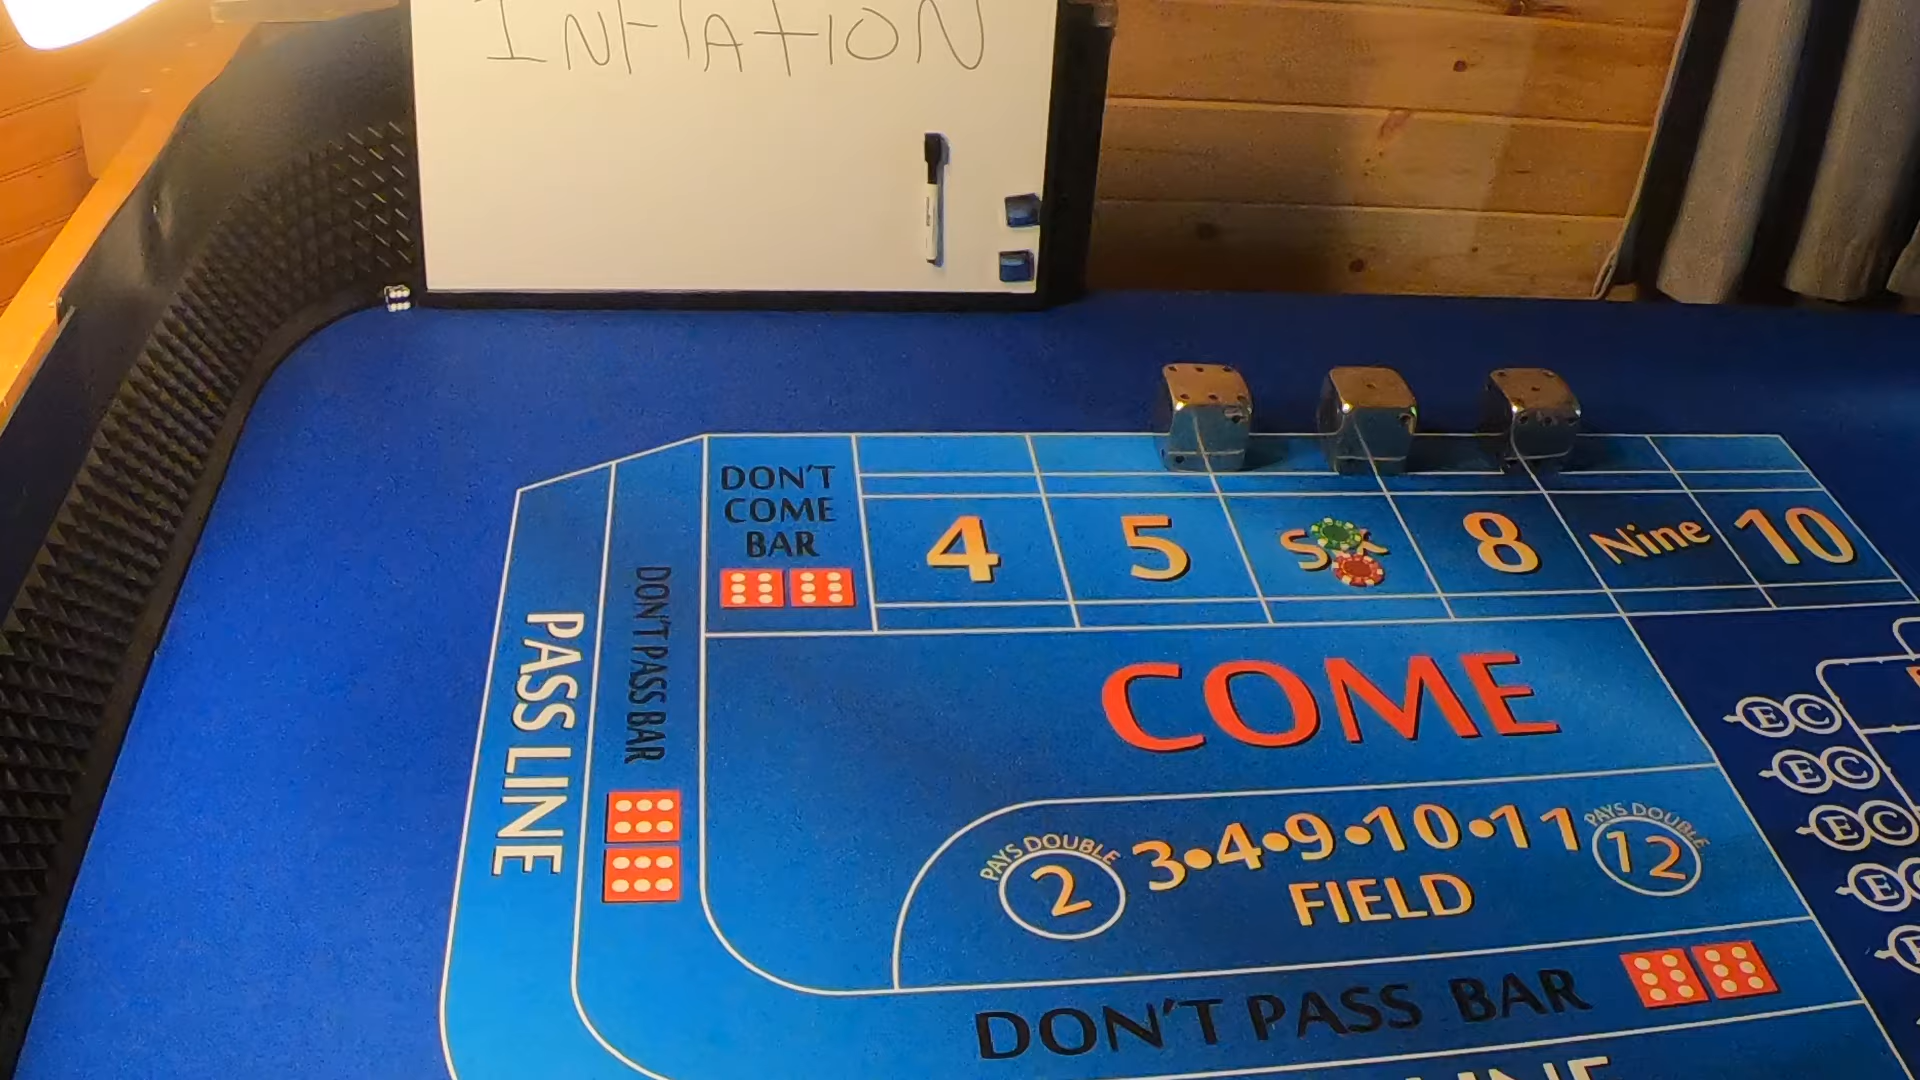 INFLATION
DON'T
COME
BAR
4
5
8
Nine
10
PASS LINE
DON'T PASS BAR
COME
E C
E C
E C
E
E
PAYS DOUBLE
2
3•4•9•10•11
PAYS DOUBLE
12
FIELD
DON'T PASS BAR